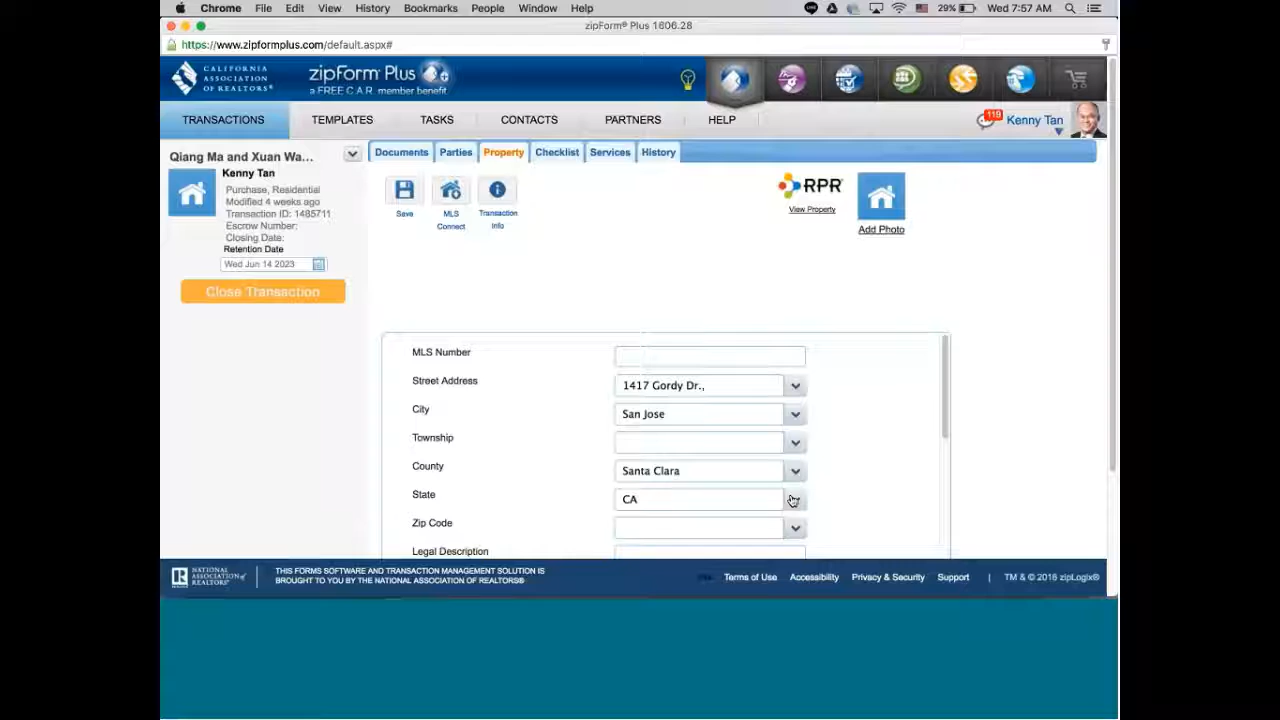 Chrome File Edit View History Bookmarks People Window Help 29% Wed 7:57 AM
zipForm® Plus 1606.28
https://www.zipformplus.com/default.aspx#
CALIFORNIA
ASSOCIATION
OF REALTORS®
zipForm Plus
a FREE C.A.R. member benefit
TRANSACTIONS TEMPLATES TASKS CONTACTS PARTNERS HELP 119 Kenny Tan
Qiang Ma and Xuan Wa...
Documents Parties Property Checklist Services History
Kenny Tan
Purchase, Residential
Modified 4 weeks ago
Transaction ID: 1485711
Escrow Number:
Closing Date:
Retention Date
Wed Jun 14 2023
Close Transaction
Save
MLS
Connect
Transaction
Info
RPR
View Property
Add Photo
MLS Number
Street Address 1417 Gordy Dr.,
City San Jose
Township
County Santa Clara
State CA
Zip Code
Legal Description
NATIONAL
ASSOCIATION of
REALTORS®
THIS FORMS SOFTWARE AND TRANSACTION MANAGEMENT SOLUTION IS
BROUGHT TO YOU BY THE NATIONAL ASSOCIATION OF REALTORS®
Terms of Use Accessibility Privacy & Security Support | TM & © 2016 zipLogix®